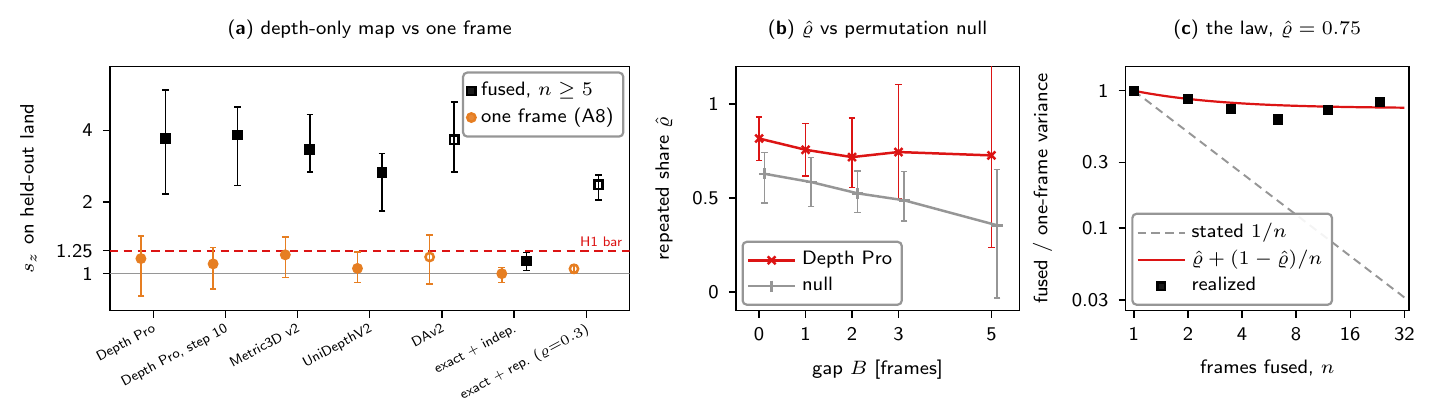 (a) depth-only map vs one frame
s_z on held-out land
4
2
1.25
1
fused, n ≥ 5
one frame (A8)
H1 bar
Depth Pro
Depth Pro, step 10
Metric3D v2
UniDepthV2
DAv2
exact + indep.
exact + rep. (ϱ=0.3)
(b) ϱ̂ vs permutation null
repeated share ϱ̂
1
0.5
0
Depth Pro
null
0 1 2 3 5
gap B [frames]
(c) the law, ϱ̂ = 0.75
fused / one-frame variance
1
0.3
0.1
0.03
stated 1/n
ϱ̂ + (1 − ϱ̂)/n
realized
1 2 4 8 16 32
frames fused, n